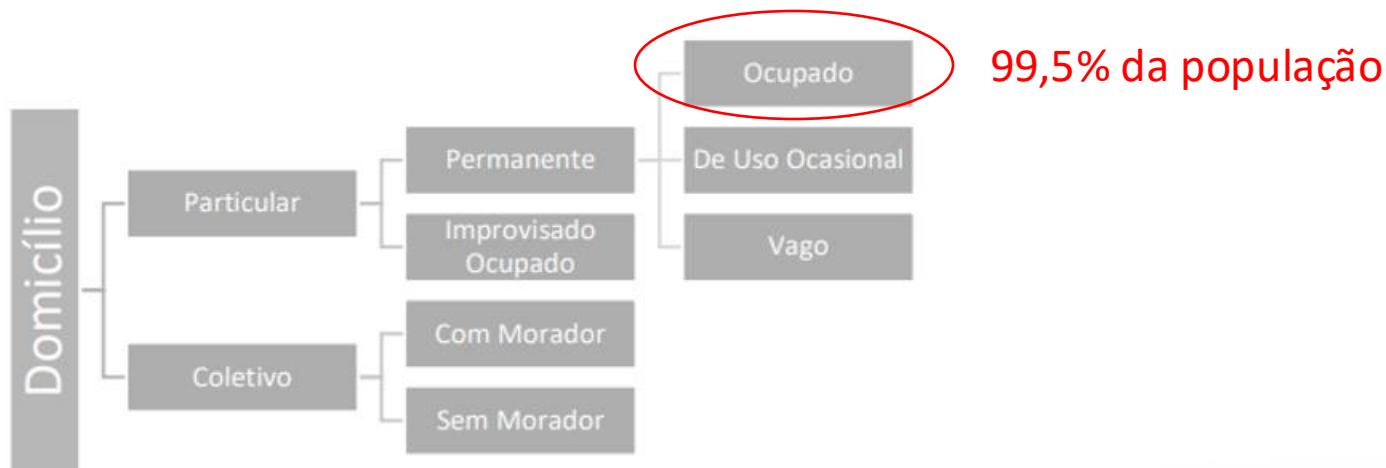 Ocupado
99,5% da população
Domicílio
Particular
Permanente
De Uso Ocasional
Improvisado
Ocupado
Vago
Coletivo
Com Morador
Sem Morador